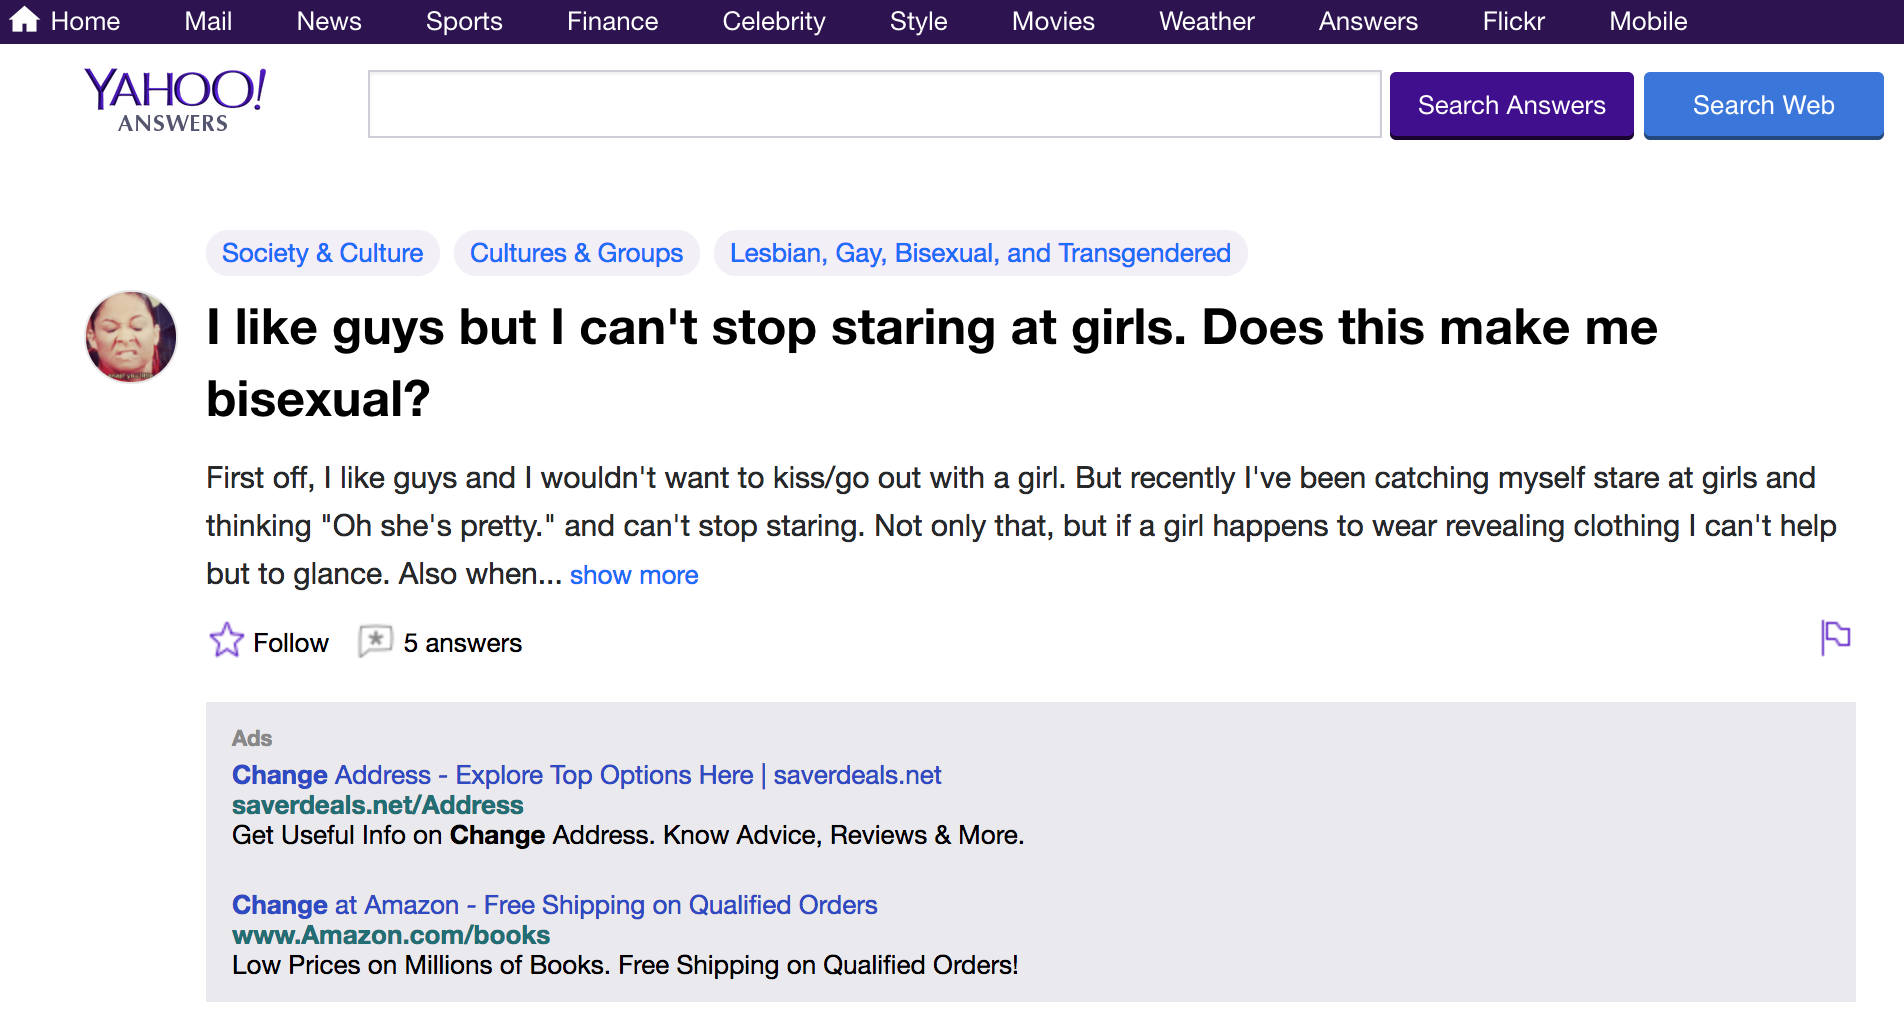 Home Mail News Sports Finance Celebrity Style Movies Weather Answers Flickr Mobile
YAHOO!
ANSWERS
Search Answers Search Web
Society & Culture Cultures & Groups Lesbian, Gay, Bisexual, and Transgendered
I like guys but I can't stop staring at girls. Does this make me
bisexual?
First off, I like guys and I wouldn't want to kiss/go out with a girl. But recently I've been catching myself stare at girls and
thinking "Oh she's pretty." and can't stop staring. Not only that, but if a girl happens to wear revealing clothing I can't help
but to glance. Also when... show more
Follow 5 answers
Ads
Change Address - Explore Top Options Here | saverdeals.net
saverdeals.net/Address
Get Useful Info on Change Address. Know Advice, Reviews & More.
Change at Amazon - Free Shipping on Qualified Orders
www.Amazon.com/books
Low Prices on Millions of Books. Free Shipping on Qualified Orders!